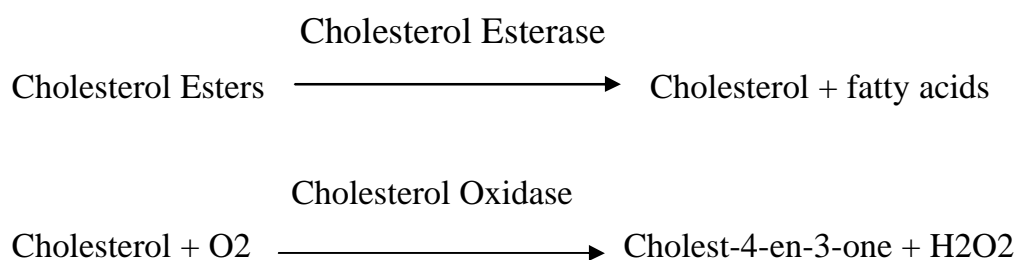 Cholesterol Esterase
Cholesterol Esters Cholesterol + fatty acids
Cholesterol Oxidase
Cholesterol + O2 Cholest-4-en-3-one + H2O2